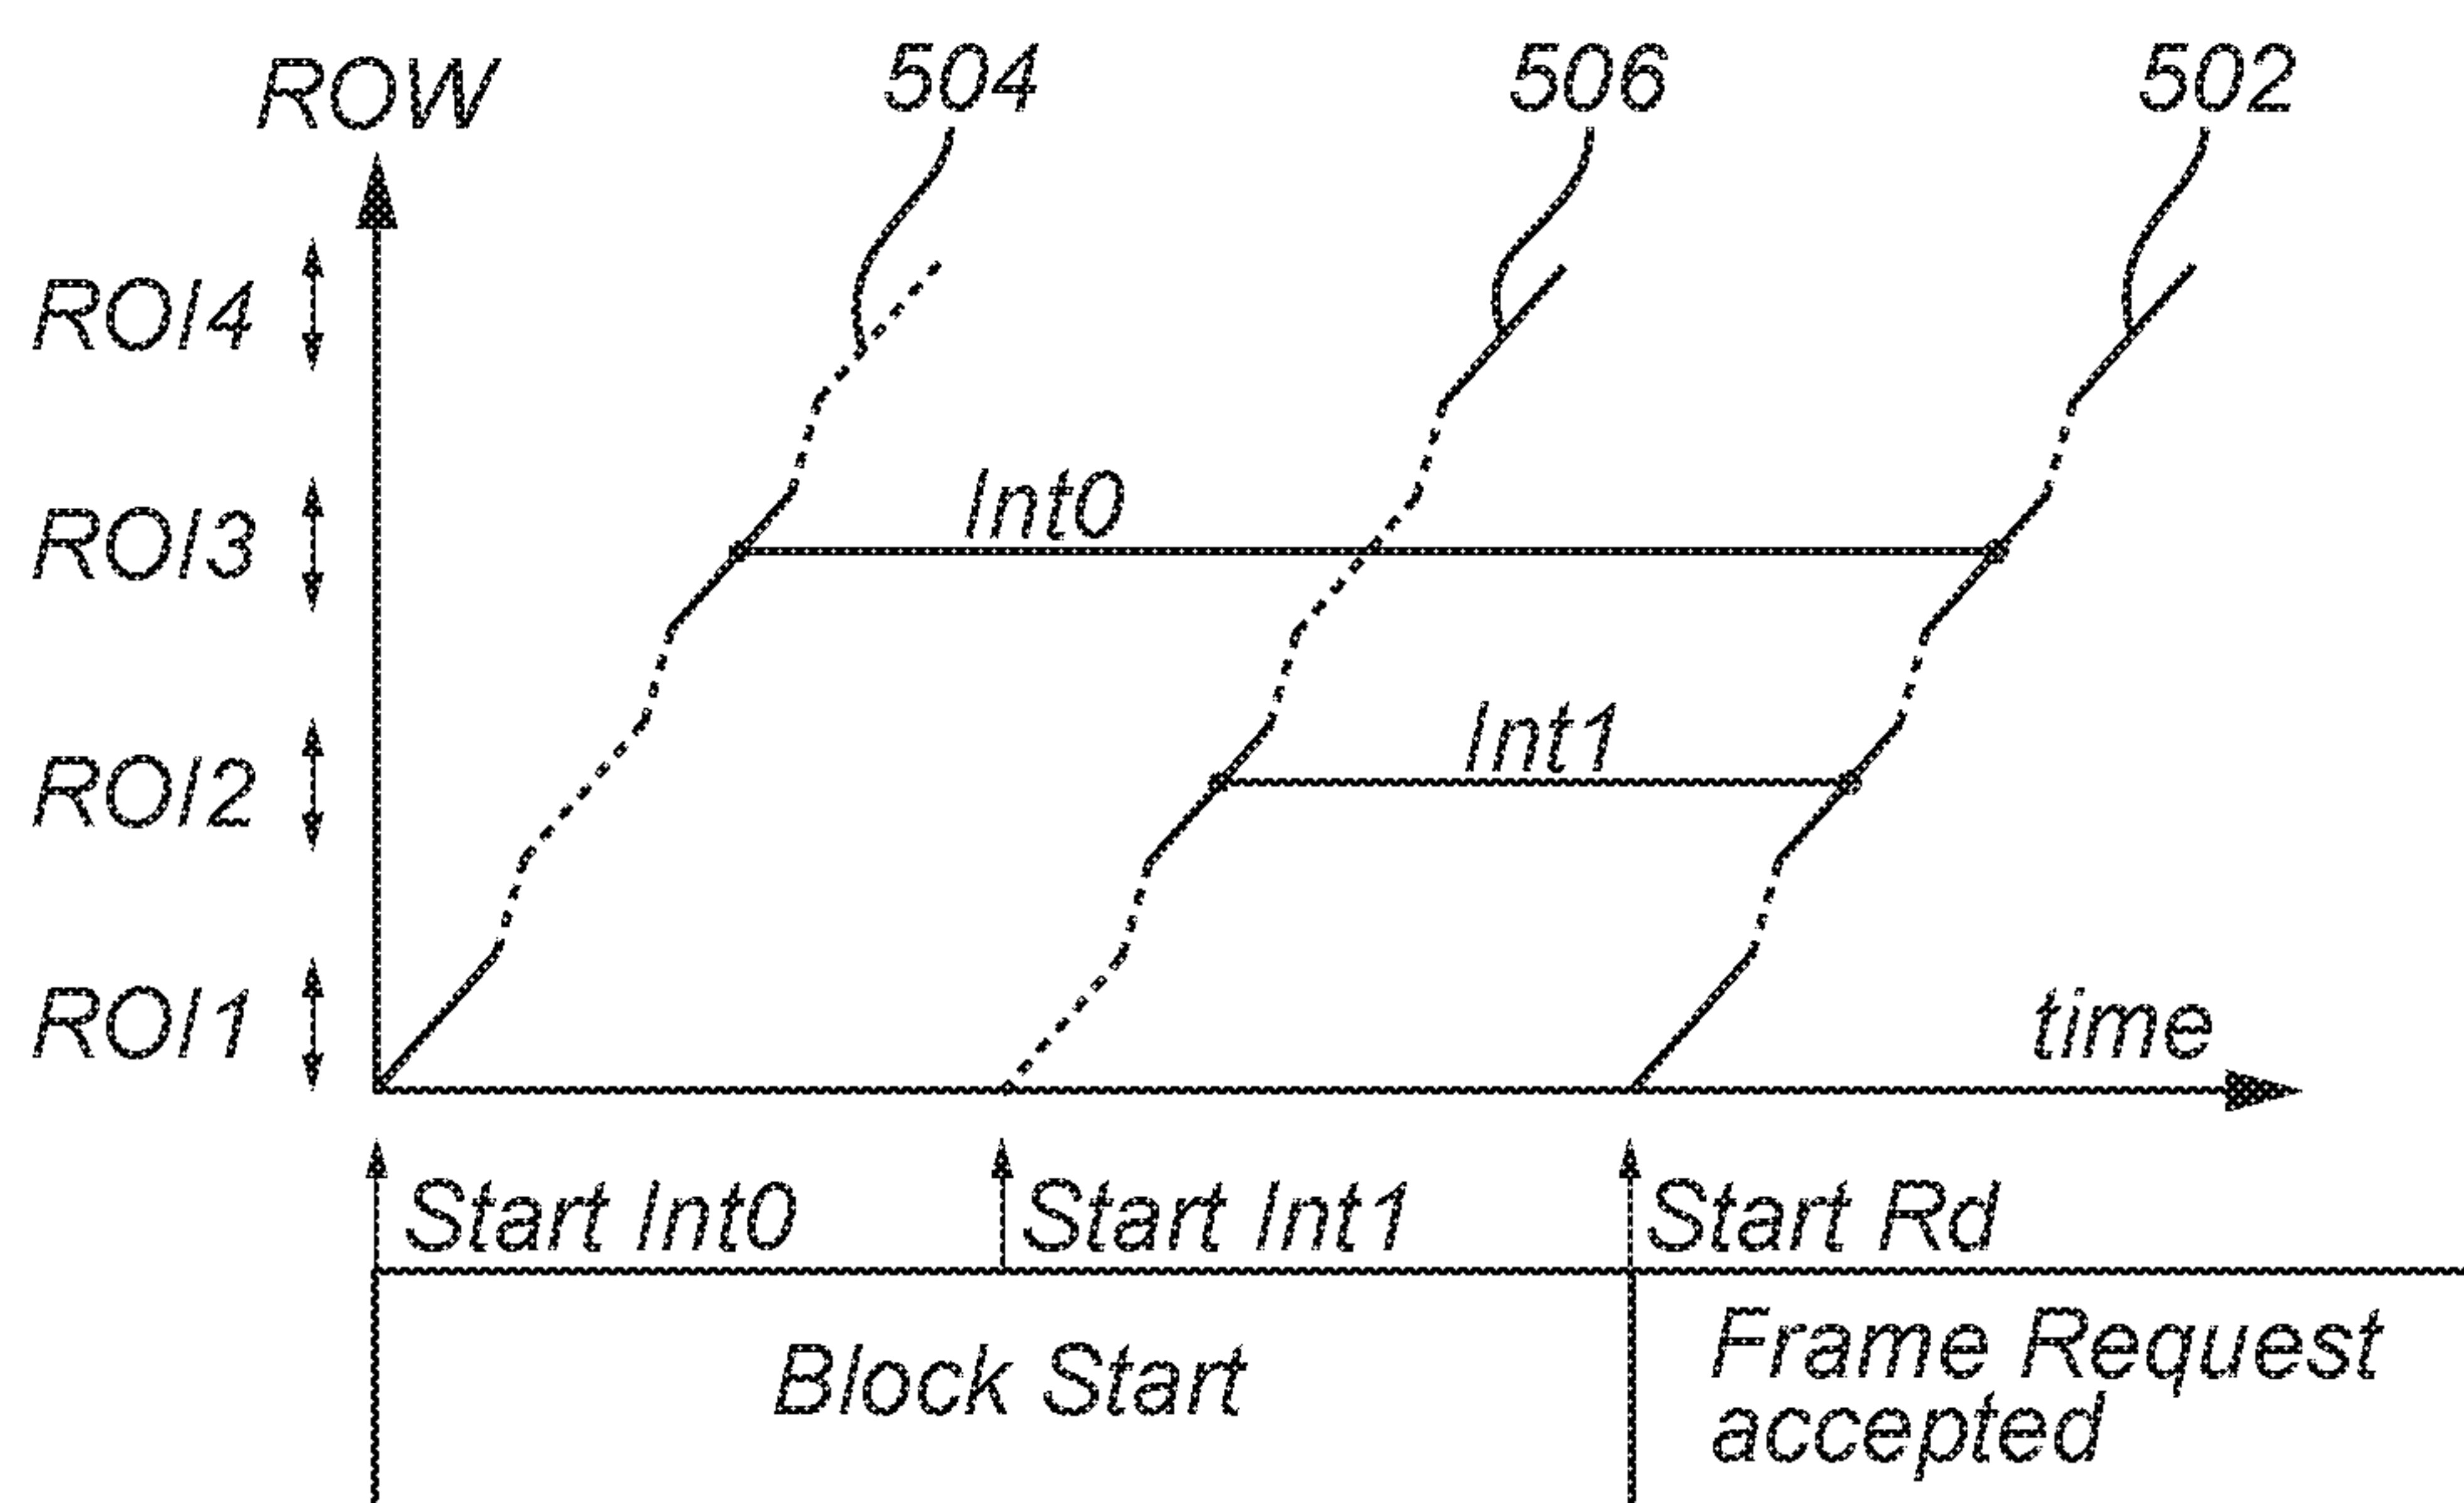 ROW
504
506
502
ROI4
ROI3
Int0
ROI2
Int1
ROI1
time
Start Int0
Start Int1
Start Rd
Block Start
Frame Request
accepted